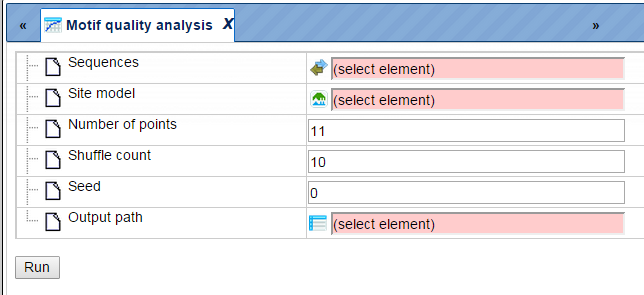 « Motif quality analysis X »
Sequences (select element)
Site model (select element)
Number of points 11
Shuffle count 10
Seed 0
Output path (select element)
Run